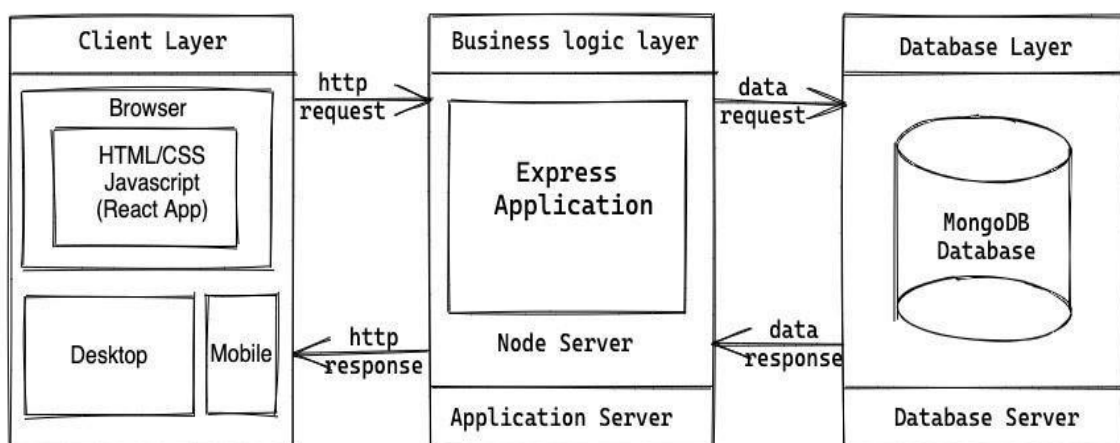 Client Layer
Browser
HTML/CSS
Javascript
(React App)
Desktop
Mobile
http
request
http
response
Business logic layer
Express
Application
Node Server
Application Server
data
request
data
response
Database Layer
MongoDB
Database
Database Server